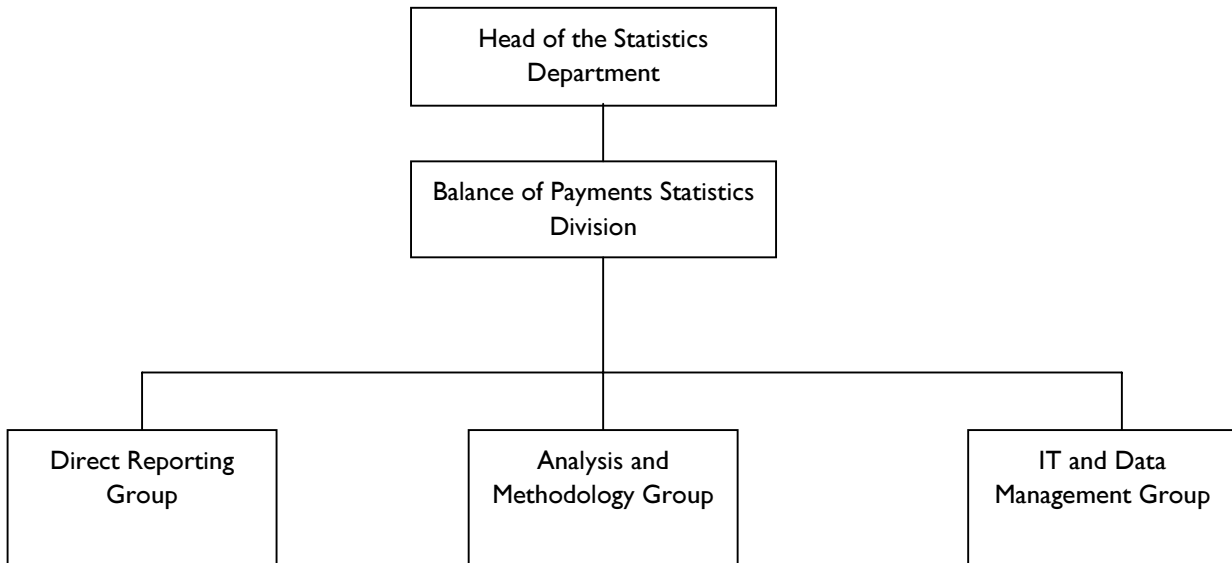 Head of the Statistics
Department
Balance of Payments Statistics
Division
Direct Reporting
Group
Analysis and
Methodology Group
IT and Data
Management Group